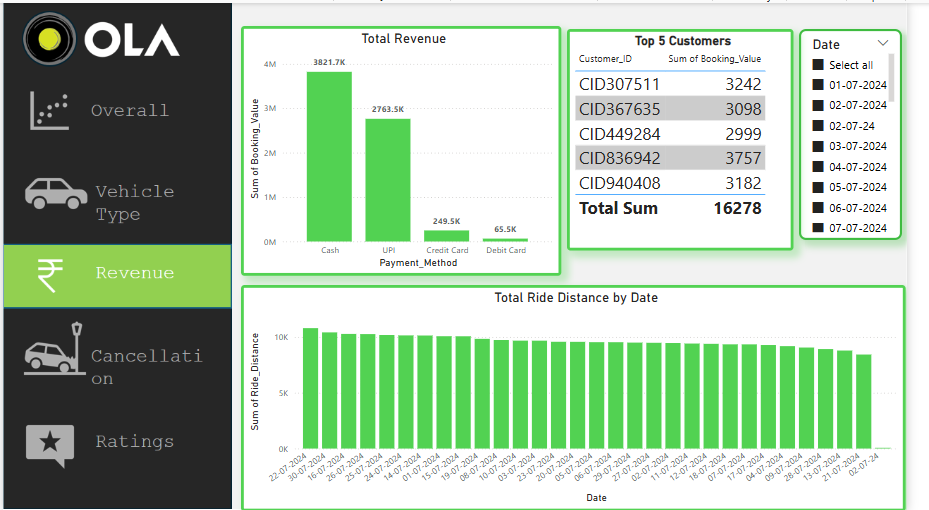 OLA
Overall
Vehicle
Type
₹
Revenue
Cancellati
on
Ratings
Total Revenue
Sum of Booking_Value
4M
3M
2M
1M
0M
3821.7K
2763.5K
249.5K
65.5K
Cash UPI Credit Card Debit Card
Payment_Method
Top 5 Customers
Customer_ID Sum of Booking_Value
CID307511 3242
CID367635 3098
CID449284 2999
CID836942 3757
CID940408 3182
Total Sum 16278
Date
Select all
01-07-2024
02-07-2024
02-07-24
03-07-2024
04-07-2024
05-07-2024
06-07-2024
07-07-2024
Total Ride Distance by Date
Sum of Ride_Distance
10K
5K
0K
22-07-2024 30-07-2024 16-07-2024 26-07-2024 25-07-2024 24-07-2024 14-07-2024 01-07-2024 15-07-2024 19-07-2024 08-07-2024 10-07-2024 03-07-2024 23-07-2024 20-07-2024 05-07-2024 06-07-2024 27-07-2024 29-07-2024 02-07-2024 11-07-2024 12-07-2024 18-07-2024 07-07-2024 17-07-2024 04-07-2024 09-07-2024 28-07-2024 13-07-2024 21-07-2024 02-07-24
Date